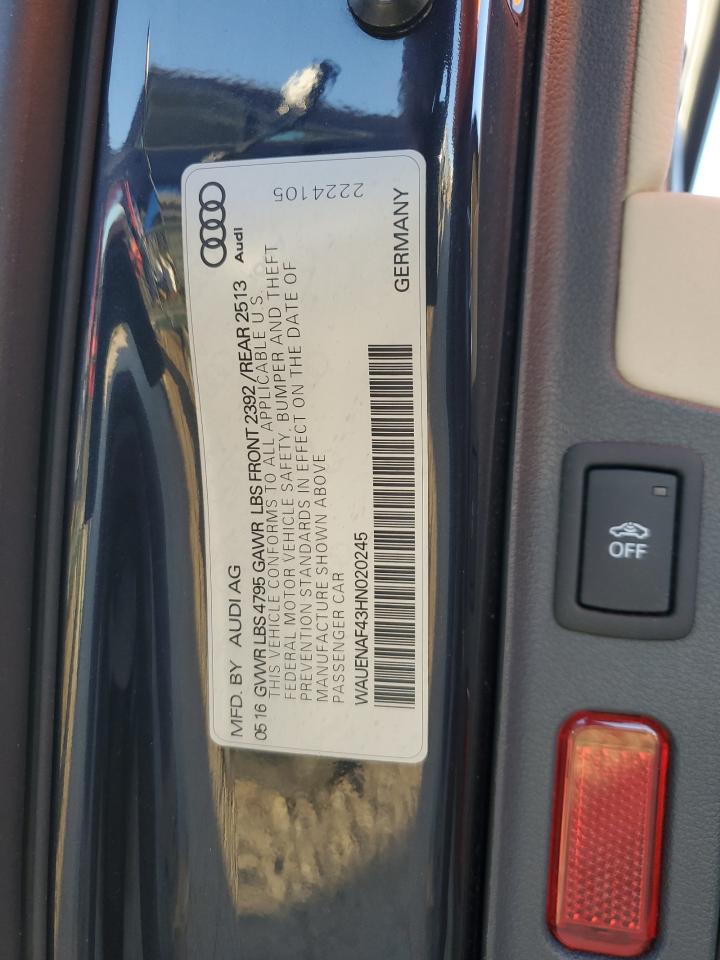 Audi
2224105
MFD. BY AUDI AG
05 16 GVWR LBS 4795 GAWR LBS FRONT 2392 /REAR 2513
THIS VEHICLE CONFORMS TO ALL APPLICABLE U.S.
FEDERAL MOTOR VEHICLE SAFETY, BUMPER AND THEFT
PREVENTION STANDARDS IN EFFECT ON THE DATE OF
MANUFACTURE SHOWN ABOVE
PASSENGER CAR
GERMANY
WAUENAF43HN020245
OFF